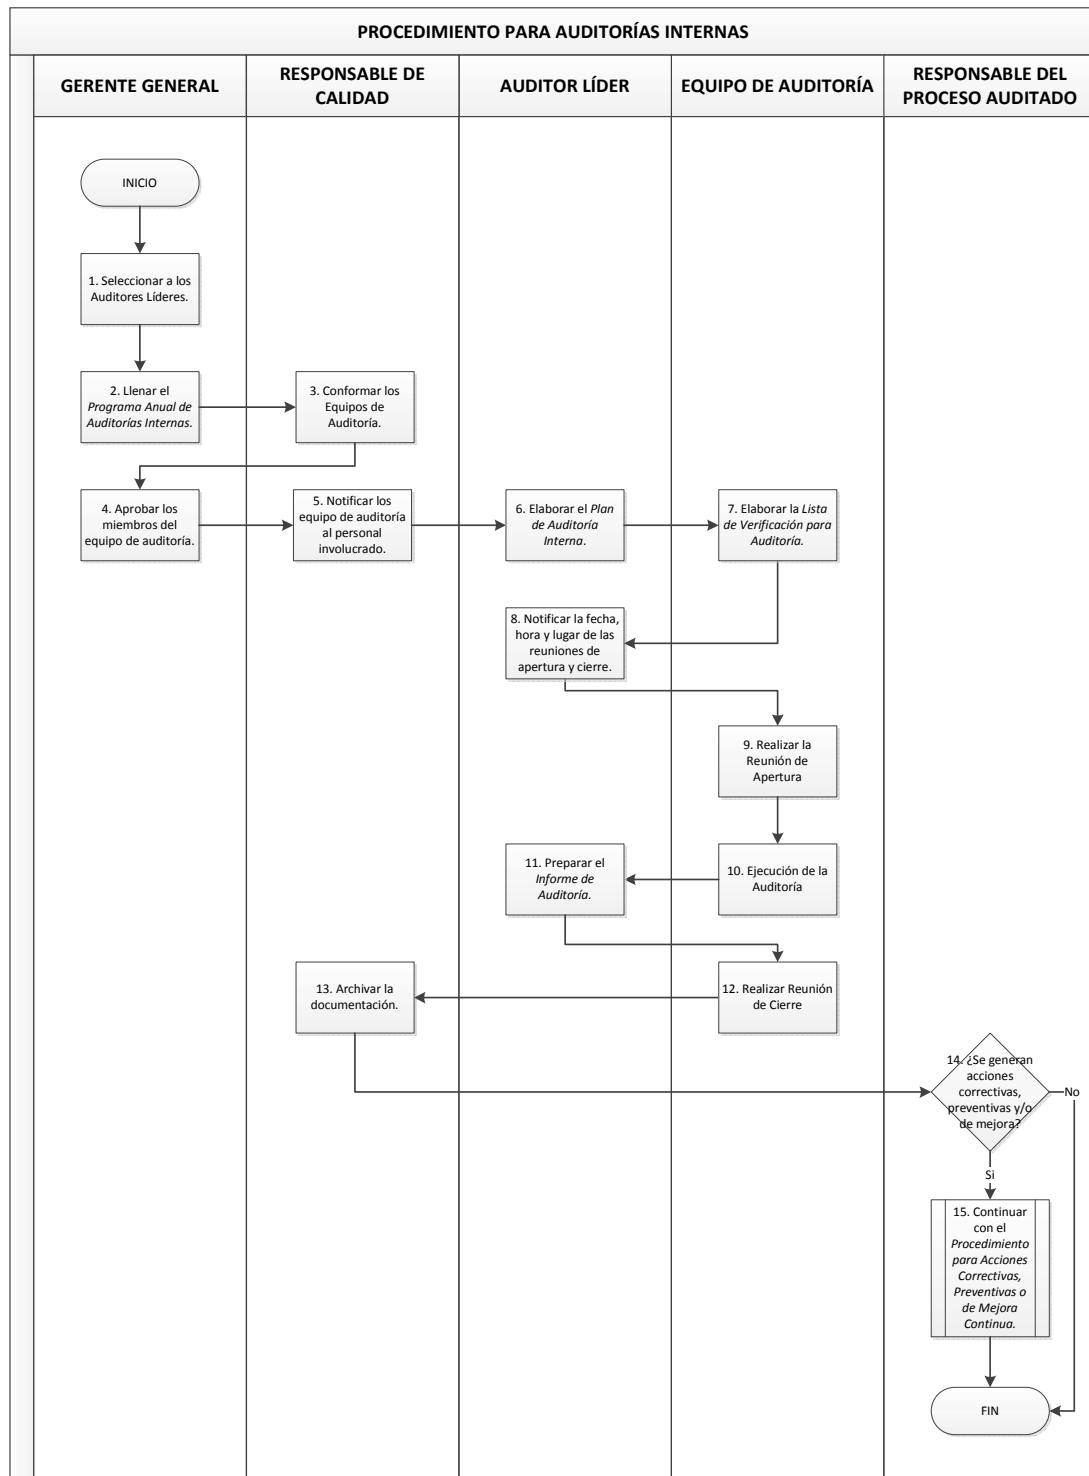 PROCEDIMIENTO PARA AUDITORÍAS INTERNAS
GERENTE GENERAL
RESPONSABLE DE
CALIDAD
AUDITOR LÍDER
EQUIPO DE AUDITORÍA
RESPONSABLE DEL
PROCESO AUDITADO
INICIO
1. Seleccionar a los
Auditores Líderes.
2. Llenar el
Programa Anual de
Auditorías Internas.
3. Conformar los
Equipos de
Auditoría.
4. Aprobar los
miembros del
equipo de auditoría.
5. Notificar los
equipo de auditoría
al personal
involucrado.
6. Elaborar el Plan
de Auditoría
Interna.
7. Elaborar la Lista
de Verificación para
Auditoría.
8. Notificar la fecha,
hora y lugar de las
reuniones de
apertura y cierre.
9. Realizar la
Reunión de
Apertura
10. Ejecución de la
Auditoría
11. Preparar el
Informe de
Auditoría.
12. Realizar Reunión
de Cierre
13. Archivar la
documentación.
14. ¿Se generan
acciones
correctivas,
preventivas y/o
de mejora?
No
Si
15. Continuar
con el
Procedimiento
para Acciones
Correctivas,
Preventivas o
de Mejora
Continua.
FIN